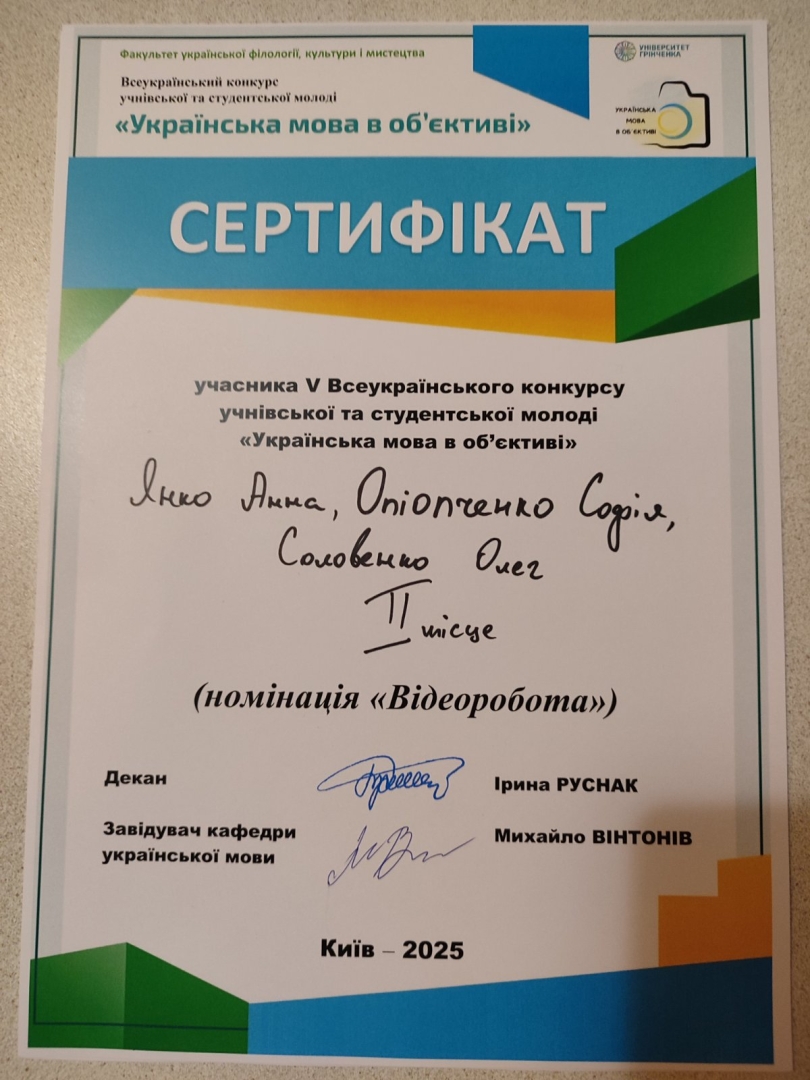 Факультет української філології, культури і мистецтва
УНІВЕРСИТЕТ
ГРІНЧЕНКА
Всеукраїнський конкурс
учнівської та студентської молоді
«Українська мова в об'єктиві»
УКРАЇНСЬКА
МОВА
В ОБ'ЄКТИВІ
СЕРТИФІКАТ
учасника V Всеукраїнського конкурсу
учнівської та студентської молоді
«Українська мова в об’єктиві»
Янко Анна, Опіопченко Софія,
Соловенко Олег
II місце
(номінація «Відеоробота»)
Декан
Ірина РУСНАК
Завідувач кафедри
української мови
Михайло ВІНТОНІВ
Київ – 2025